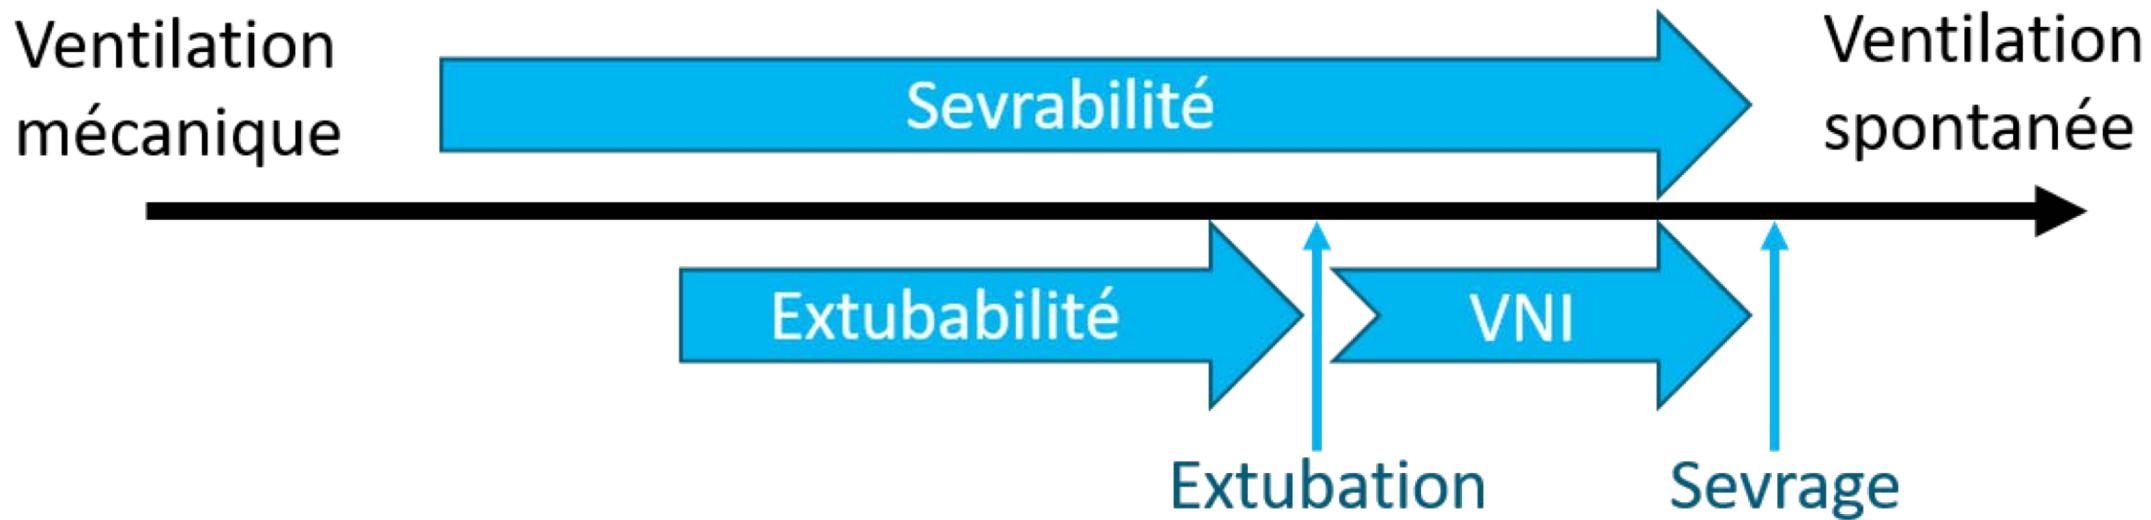 Ventilation
mécanique
Sevrabilité
Ventilation
spontanée
Extubabilité
VNI
Extubation
Sevrage